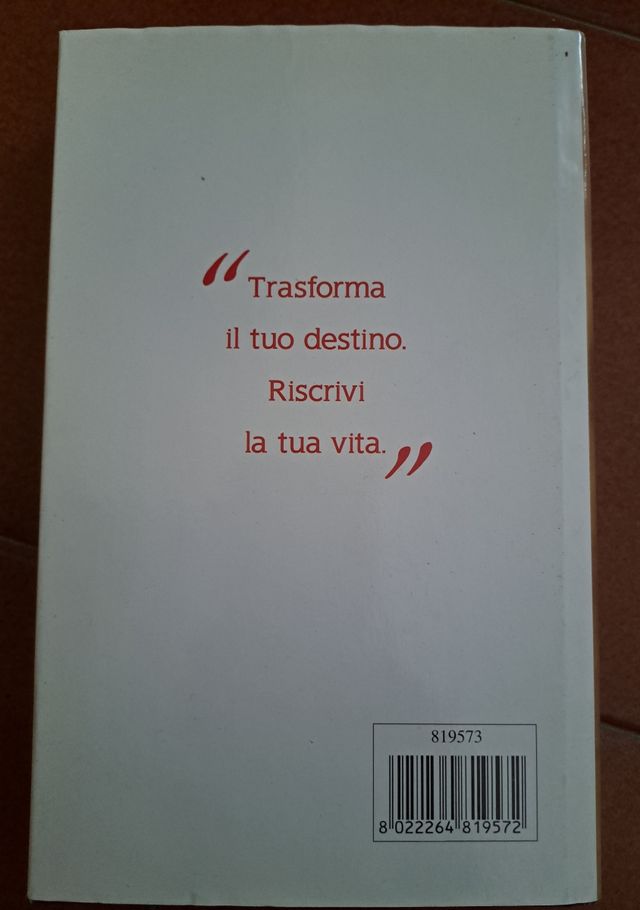 “Trasforma
il tuo destino.
Riscrivi
la tua vita.”
819573
8 022264 819572